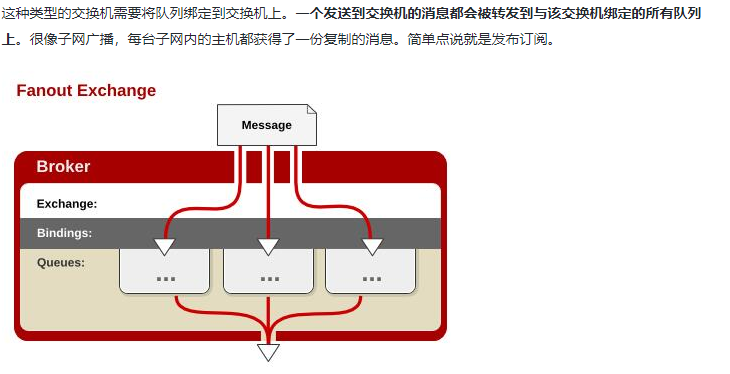 这种类型的交换机需要将队列绑定到交换机上。一个发送到交换机的消息都会被转发到与该交换机绑定的所有队列
上。很像子网广播，每台子网内的主机都获得了一份复制的消息。简单点说就是发布订阅。
Fanout Exchange
Message
Broker
Exchange:
Bindings:
Queues:
... ... ...